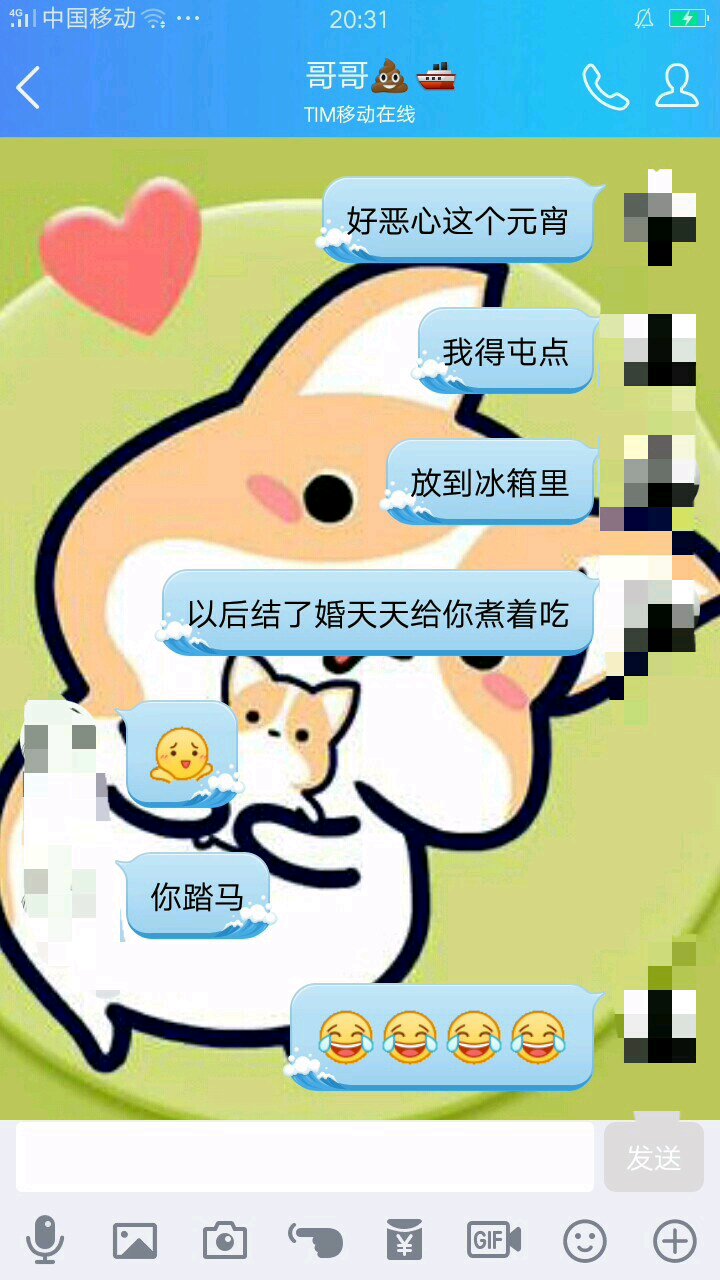 4G 中国移动 20:31
哥哥💩🚢
TIM移动在线
好恶心这个元宵
我得屯点
放到冰箱里
以后结了婚天天给你煮着吃
你踏马
发送
GIF